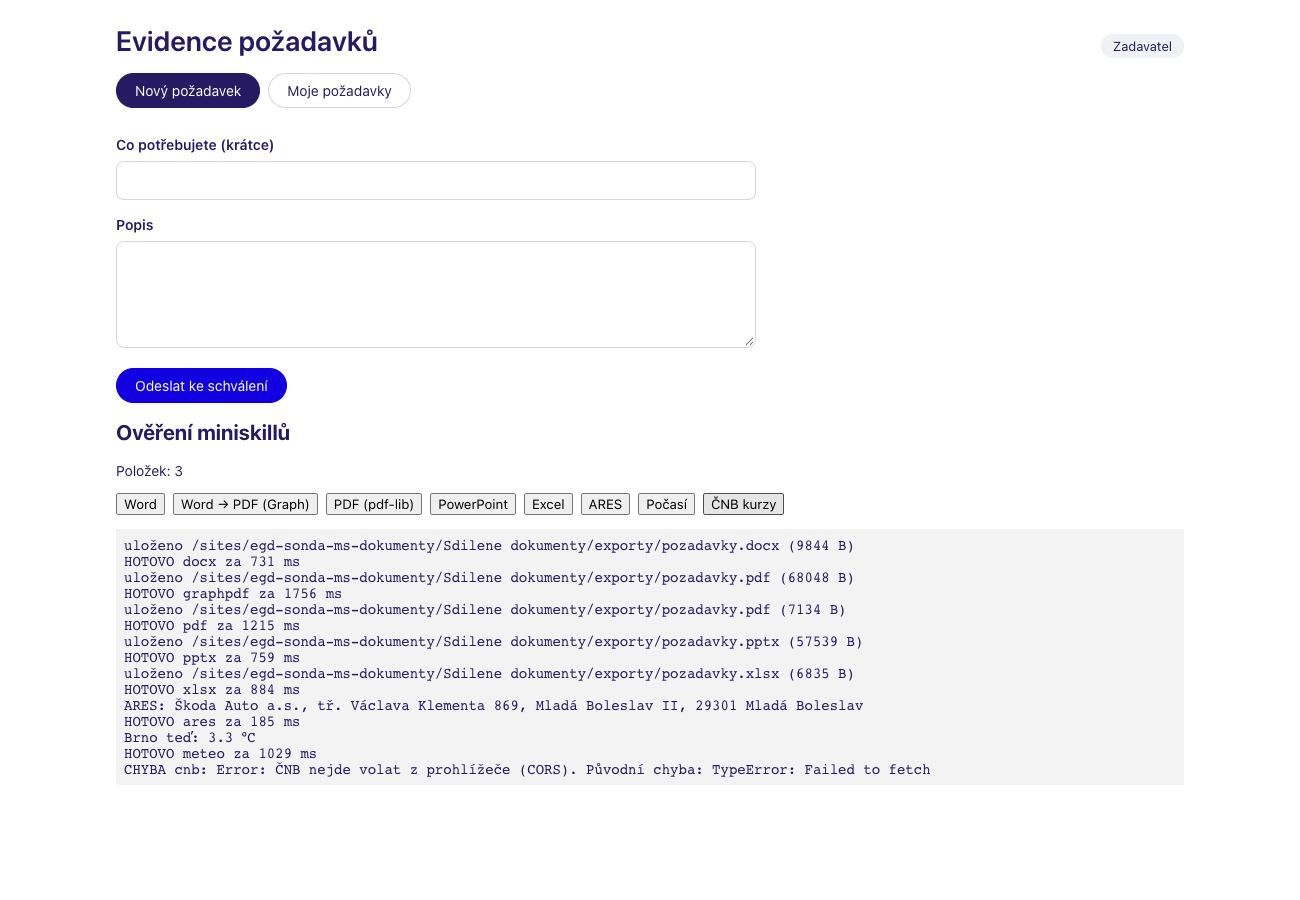 Evidence požadavků
Zadavatel
Nový požadavek
Moje požadavky
Co potřebujete (krátce)
Popis
Odeslat ke schválení
Ověření miniskillů
Položek: 3
Word
Word → PDF (Graph)
PDF (pdf-lib)
PowerPoint
Excel
ARES
Počasí
ČNB kurzy
uloženo /sites/egd-sonda-ms-dokumenty/Sdilene dokumenty/exporty/pozadavky.docx (9844 B)
HOTOVO docx za 731 ms
uloženo /sites/egd-sonda-ms-dokumenty/Sdilene dokumenty/exporty/pozadavky.pdf (68048 B)
HOTOVO graphpdf za 1756 ms
uloženo /sites/egd-sonda-ms-dokumenty/Sdilene dokumenty/exporty/pozadavky.pdf (7134 B)
HOTOVO pdf za 1215 ms
uloženo /sites/egd-sonda-ms-dokumenty/Sdilene dokumenty/exporty/pozadavky.pptx (57539 B)
HOTOVO pptx za 759 ms
uloženo /sites/egd-sonda-ms-dokumenty/Sdilene dokumenty/exporty/pozadavky.xlsx (6835 B)
HOTOVO xlsx za 884 ms
ARES: Škoda Auto a.s., tř. Václava Klementa 869, Mladá Boleslav II, 29301 Mladá Boleslav
HOTOVO ares za 185 ms
Brno teď: 3.3 °C
HOTOVO meteo za 1029 ms
CHYBA cnb: Error: ČNB nejde volat z prohlížeče (CORS). Původní chyba: TypeError: Failed to fetch